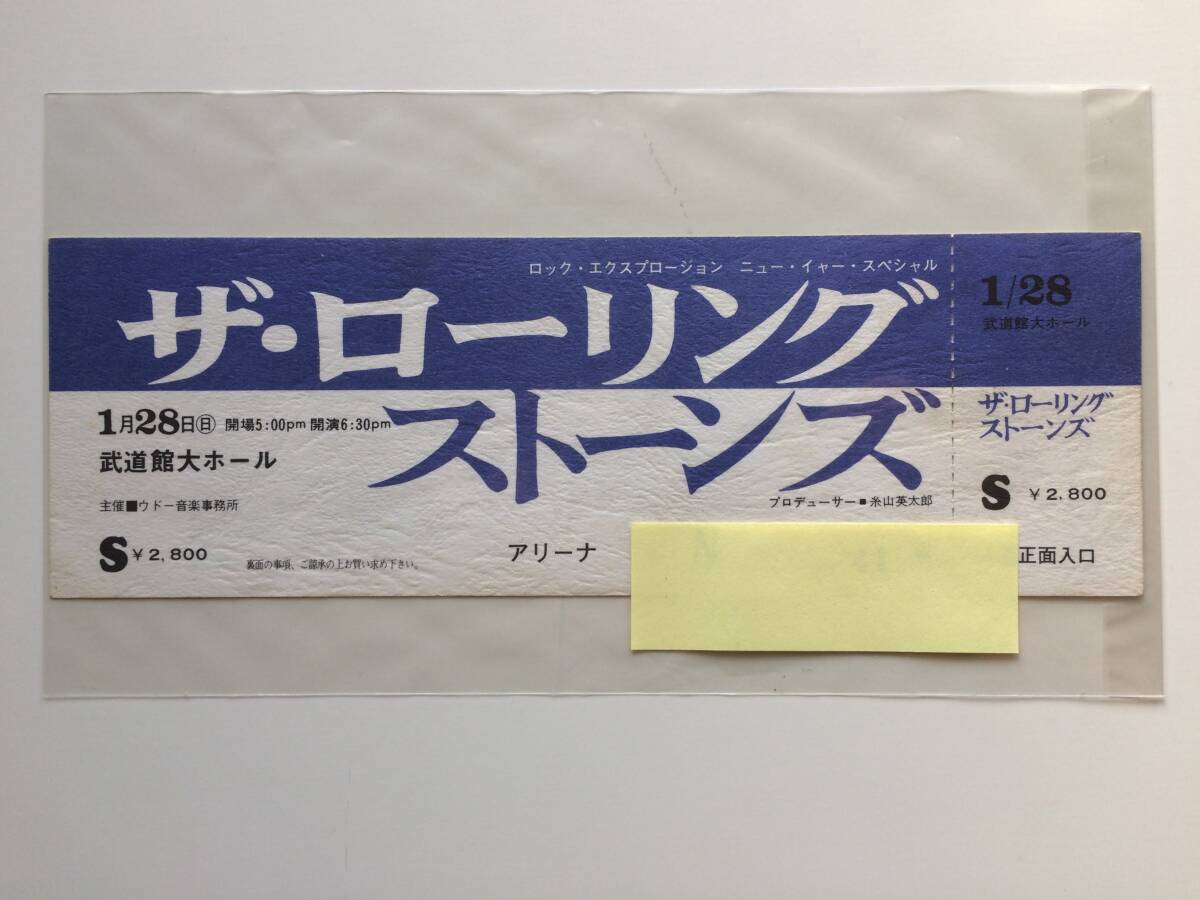 ロック・エクスプロージョン ニュー・イヤー・スペシャル
ザ・ローリング
ストーンズ
1月28日㊐ 開場5:00pm 開演6:30pm
武道館大ホール
主催■ウドー音楽事務所
プロデューサー■糸山英太郎
S ¥2,800
裏面の事項、ご諒承の上お買い求め下さい。
アリーナ
1/28
武道館大ホール
ザ・ローリング
ストーンズ
S ¥2,800
正面入口